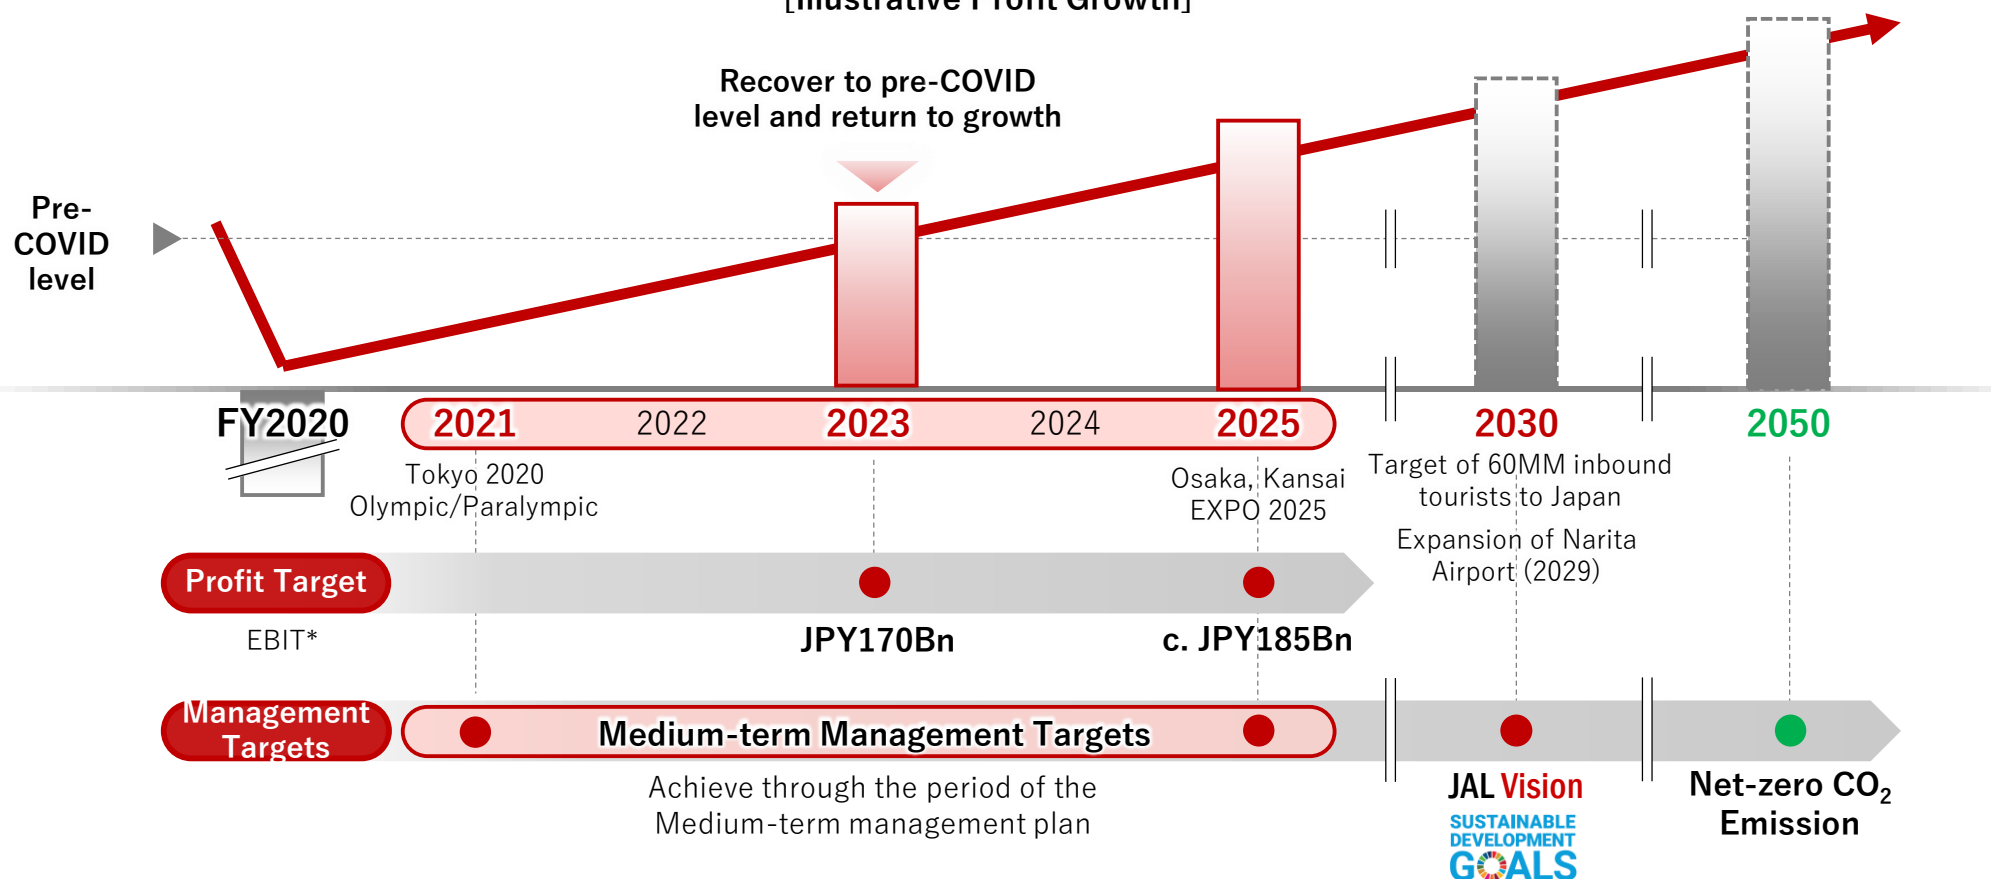 [Illustrative Profit Growth]
Recover to pre-COVID
level and return to growth
Pre-
COVID
level
FY2020
2021
2022
2023
2024
2025
2030
2050
Tokyo 2020
Olympic/Paralympic
Osaka, Kansai
EXPO 2025
Target of 60MM inbound
tourists to Japan
Expansion of Narita
Airport (2029)
Profit Target
EBIT*
JPY170Bn
c. JPY185Bn
Management
Targets
Medium-term Management Targets
Achieve through the period of the
Medium-term management plan
JAL Vision
SUSTAINABLE
DEVELOPMENT
GOALS
Net-zero CO₂
Emission